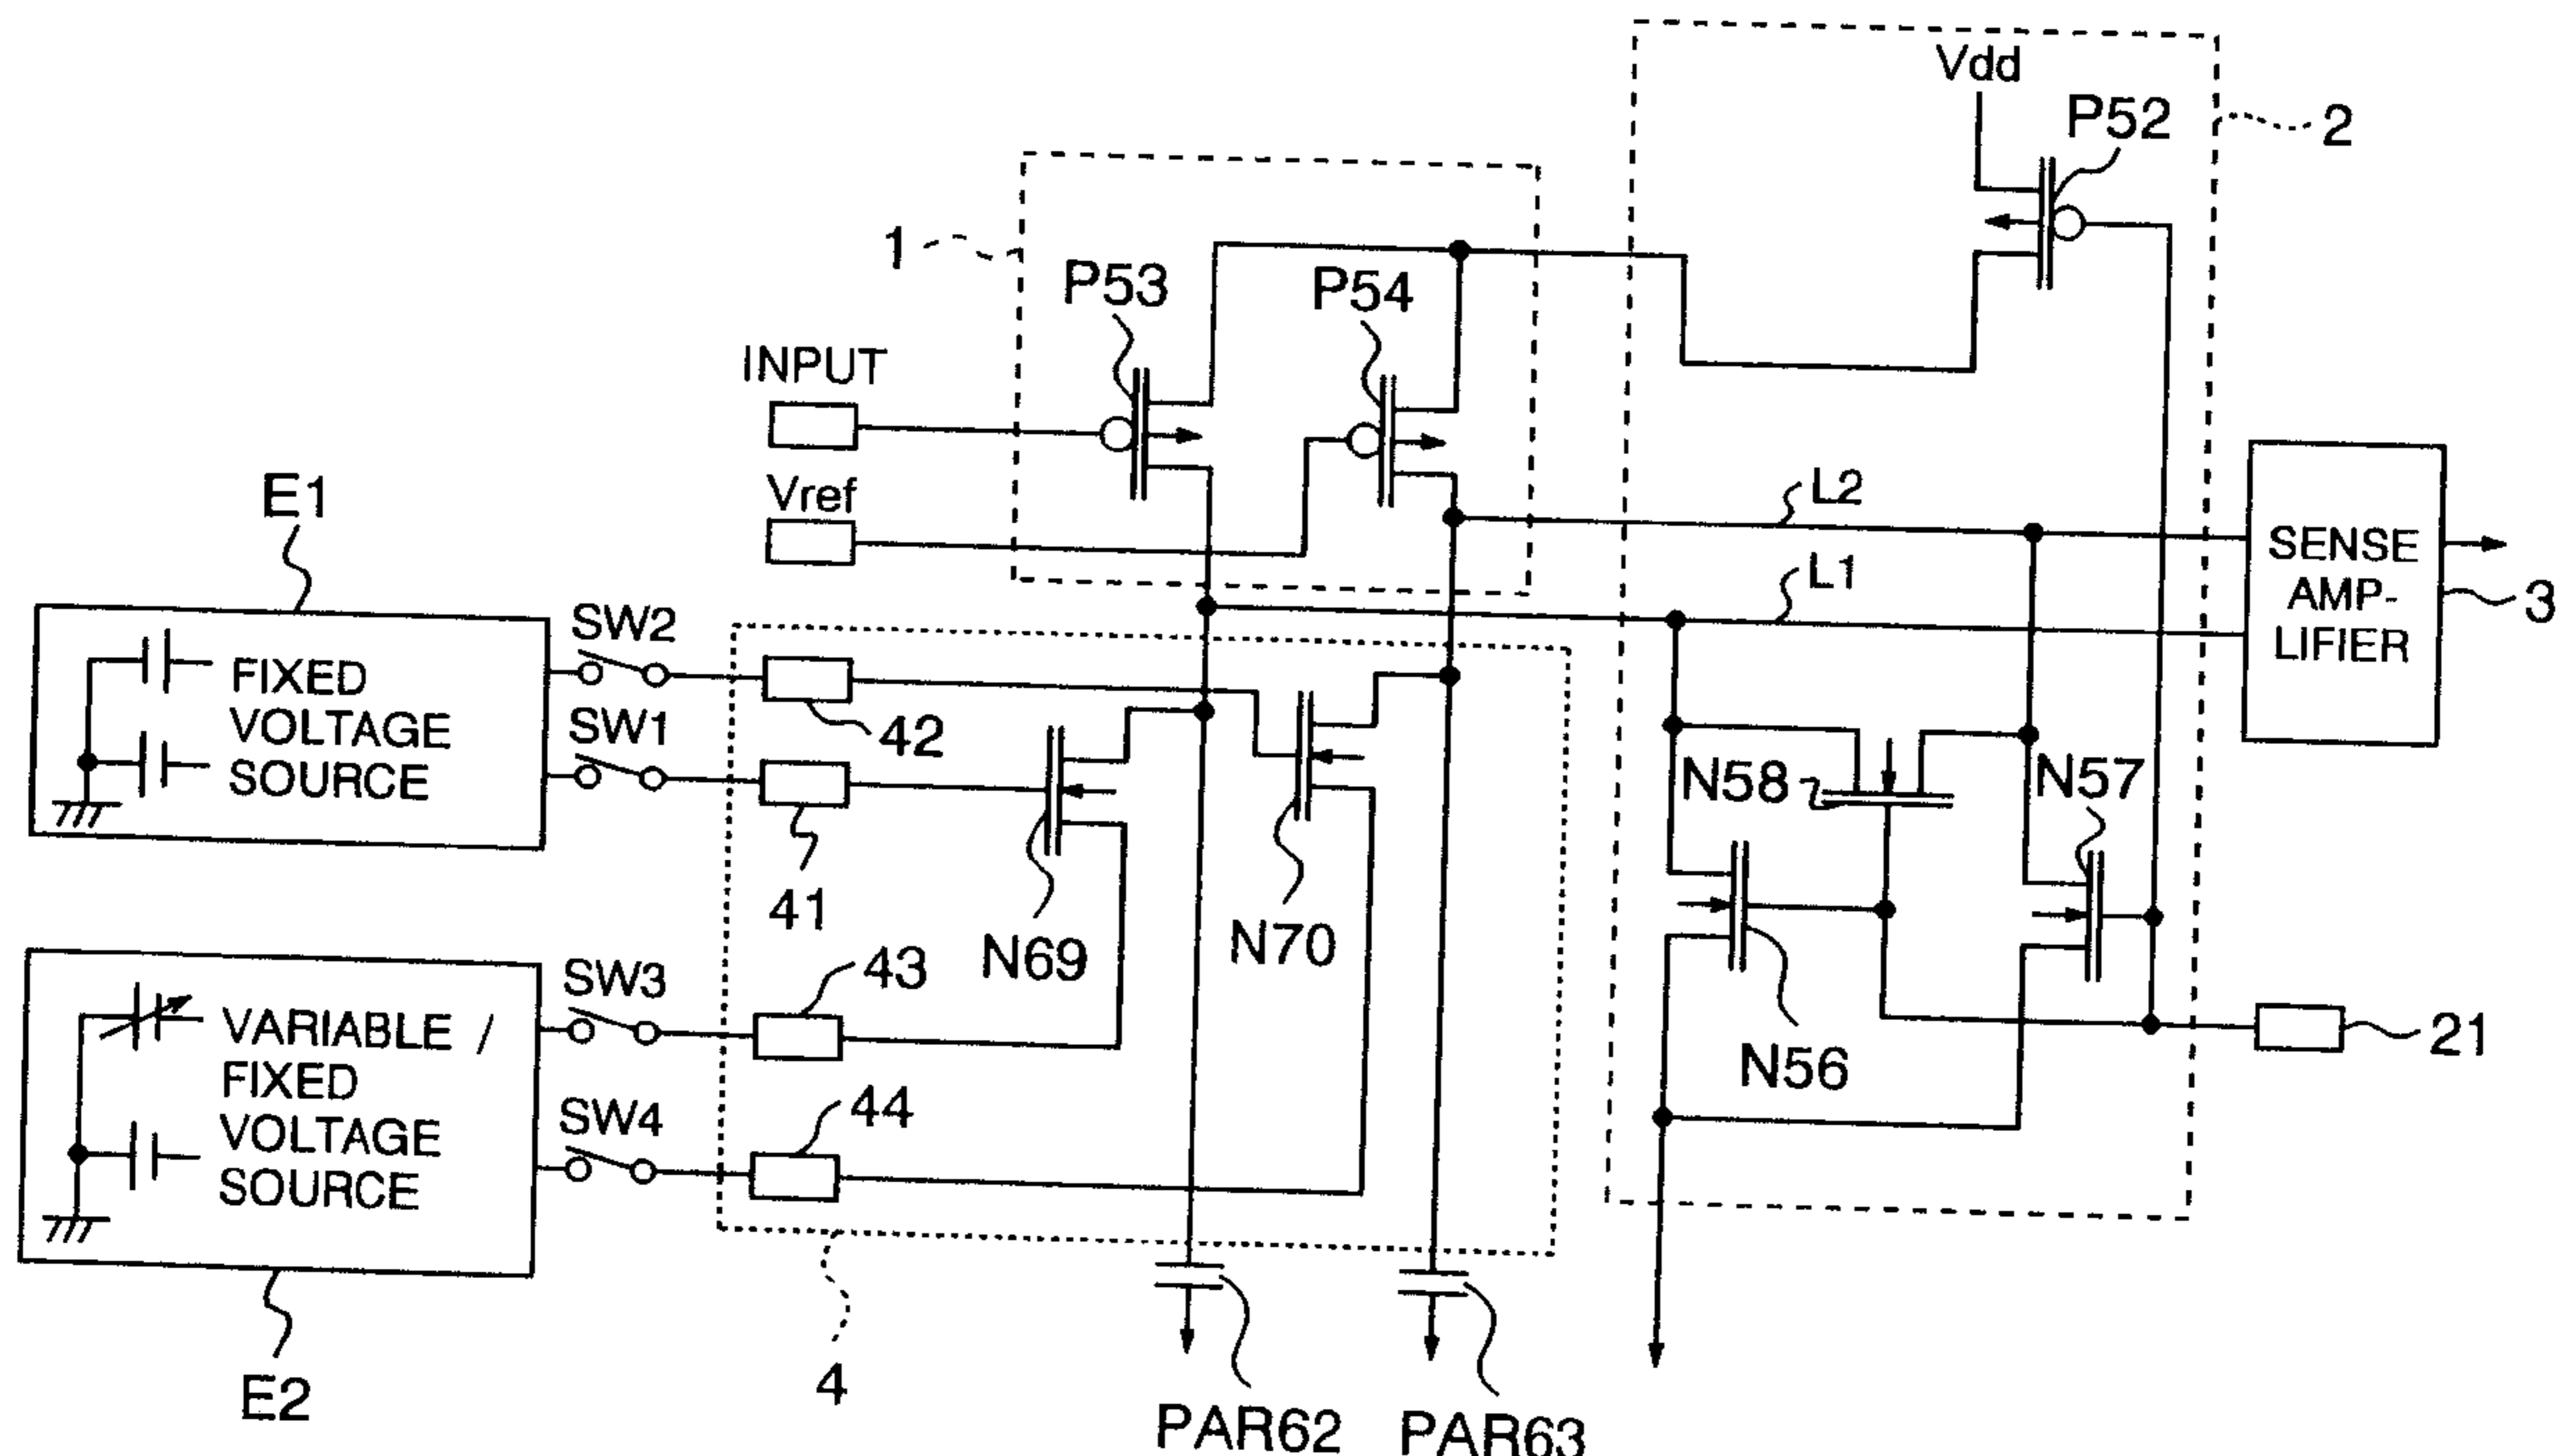 Vdd
P52
2
1
P53
P54
INPUT
Vref
L2
L1
SENSE
AMP-
LIFIER
3
E1
FIXED
VOLTAGE
SOURCE
SW2
SW1
42
41
N69
N70
N58
N57
N56
21
VARIABLE /
FIXED
VOLTAGE
SOURCE
SW3
SW4
43
44
E2
4
PAR62
PAR63